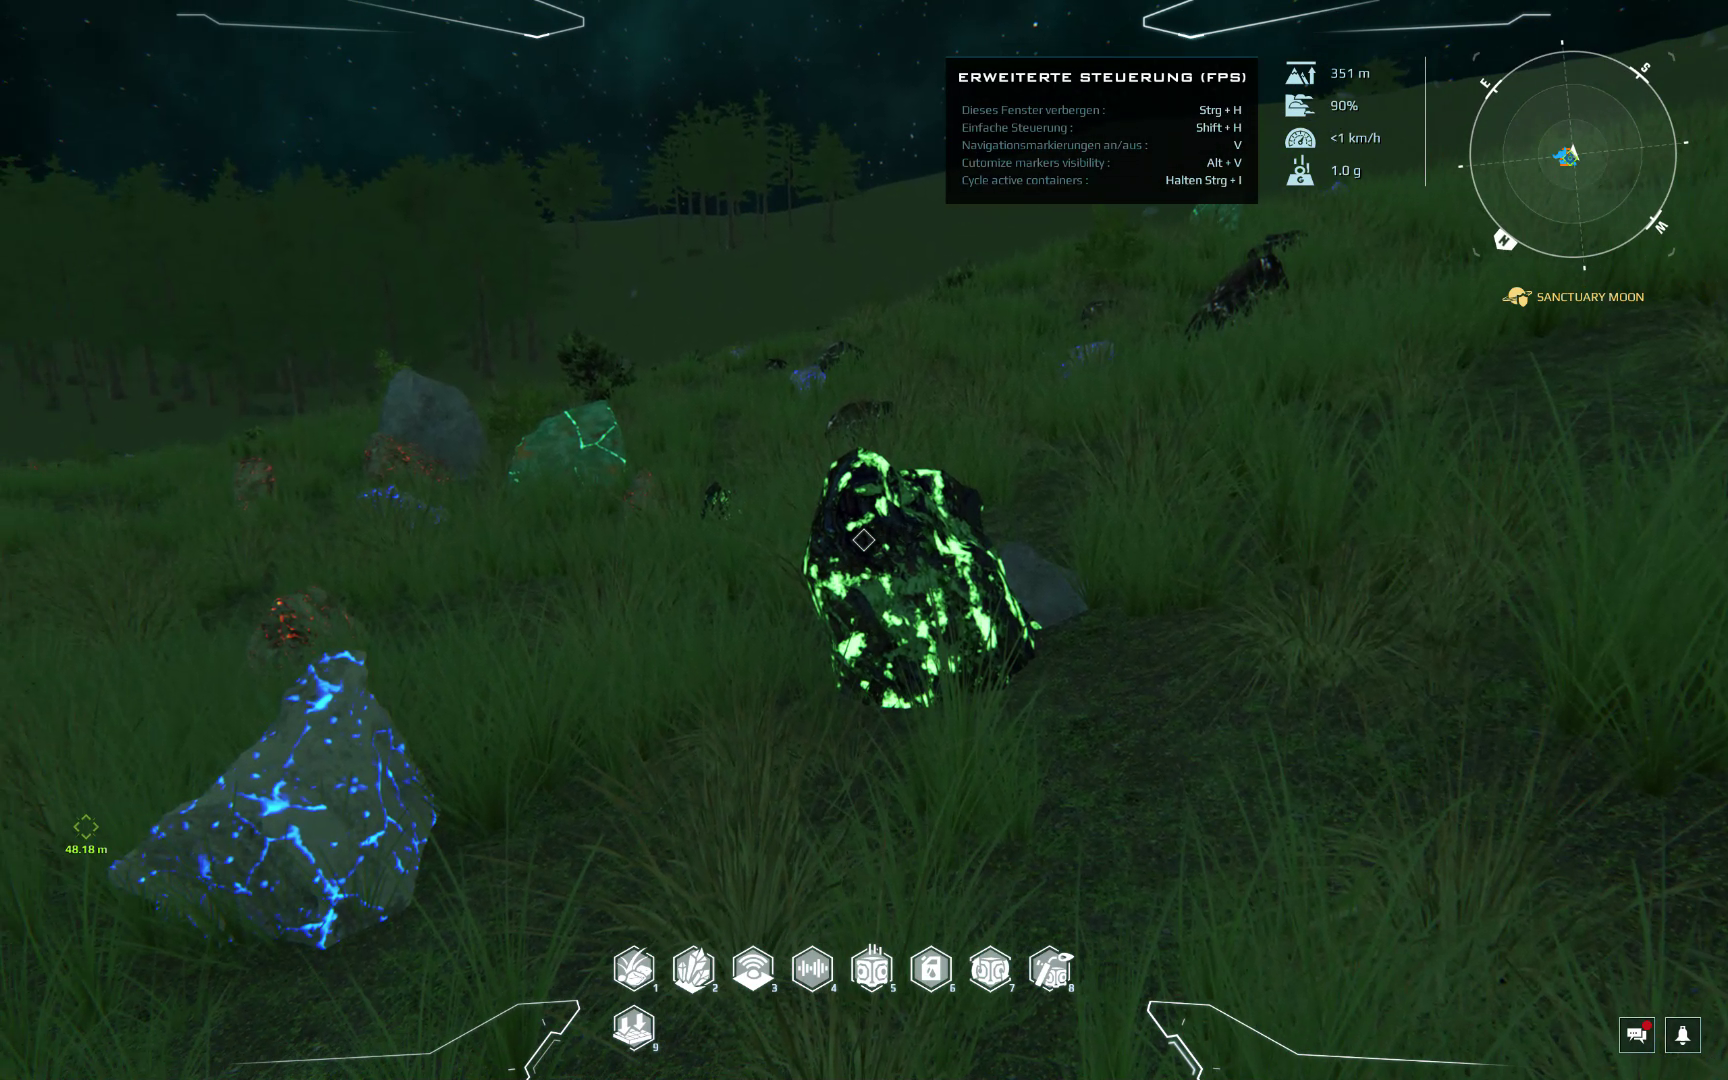 ERWEITERTE STEUERUNG (FPS)
Dieses Fenster verbergen : Strg + H
Einfache Steuerung : Shift + H
Navigationsmarkierungen an/aus : V
Cutomize markers visibility : Alt + V
Cycle active containers : Halten Strg + I
351 m
90%
<1 km/h
1.0 g
G
E
S
W
N
SANCTUARY MOON
48.18 m
1
2
3
4
5
6
7
8
9